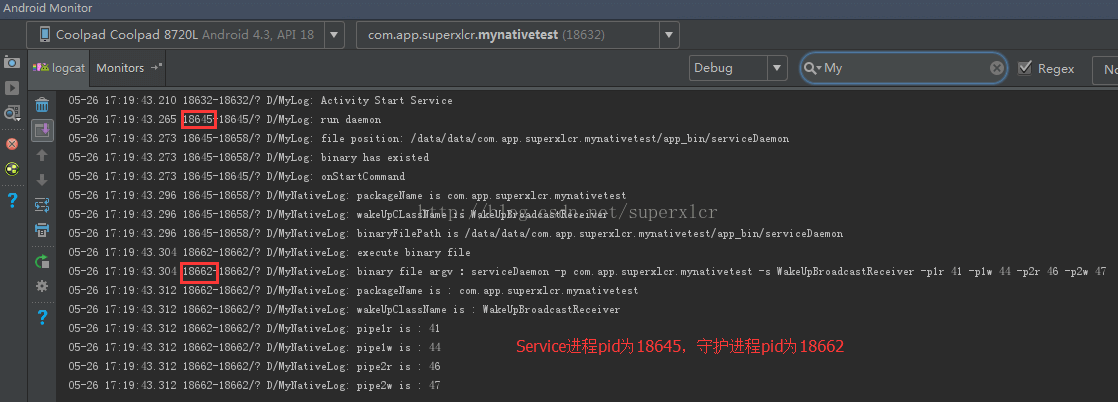 Android Monitor
Coolpad Coolpad 8720L Android 4.3, API 18
com.app.superxlcr.mynativetest (18632)
logcat
Monitors
Debug
My
Regex
No
05-26 17:19:43.210 18632-18632/? D/MyLog: Activity Start Service
05-26 17:19:43.265 18645-18645/? D/MyLog: run daemon
05-26 17:19:43.273 18645-18658/? D/MyLog: file position: /data/data/com.app.superxlcr.mynativetest/app_bin/serviceDaemon
05-26 17:19:43.273 18645-18658/? D/MyLog: binary has existed
05-26 17:19:43.273 18645-18658/? D/MyLog: onStartCommand
05-26 17:19:43.296 18645-18658/? D/MyNativeLog: packageName is com.app.superxlcr.mynativetest
05-26 17:19:43.296 18645-18658/? D/MyNativeLog: wakeUpCLassName is WakeUpBroadcastReceiver
http://blog.csdn.net/superxlcr
05-26 17:19:43.296 18645-18658/? D/MyNativeLog: binaryFilePath is /data/data/com.app.superxlcr.mynativetest/app_bin/serviceDaemon
05-26 17:19:43.304 18662-18662/? D/MyNativeLog: execute binary file
05-26 17:19:43.304 18662-18662/? D/MyNativeLog: binary file argv : serviceDaemon -p com.app.superxlcr.mynativetest -s WakeUpBroadcastReceiver -p1r 41 -p1w 44 -p2r 46 -p2w 47
05-26 17:19:43.312 18662-18662/? D/MyNativeLog: packageName is : com.app.superxlcr.mynativetest
05-26 17:19:43.312 18662-18662/? D/MyNativeLog: wakeUpClassName is : WakeUpBroadcastReceiver
05-26 17:19:43.312 18662-18662/? D/MyNativeLog: pipe1r is : 41
05-26 17:19:43.312 18662-18662/? D/MyNativeLog: pipe1w is : 44
Service进程pid为18645，守护进程pid为18662
05-26 17:19:43.312 18662-18662/? D/MyNativeLog: pipe2r is : 46
05-26 17:19:43.312 18662-18662/? D/MyNativeLog: pipe2w is : 47